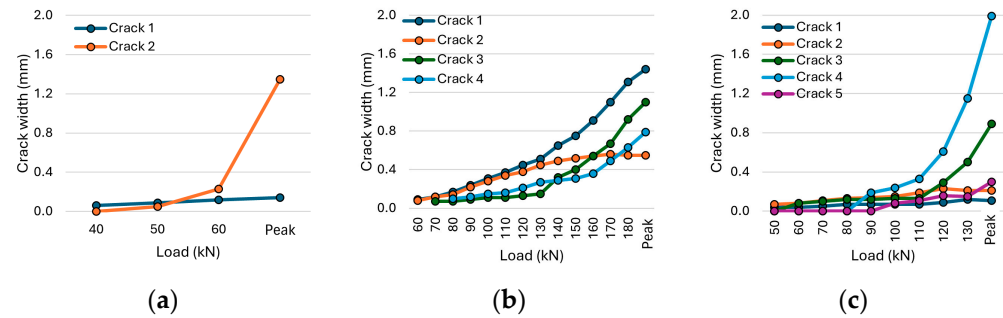 Crack width (mm)
2.0
1.6
1.2
0.8
0.4
0.0
Crack 1
Crack 2
40
50
60
Peak
Load (kN)
(a)
Crack width (mm)
2.0
1.6
1.2
0.8
0.4
0.0
Crack 1
Crack 2
Crack 3
Crack 4
60
70
80
90
100
110
120
130
140
150
160
170
180
Peak
Load (kN)
(b)
Crack width (mm)
2.0
1.6
1.2
0.8
0.4
0.0
Crack 1
Crack 2
Crack 3
Crack 4
Crack 5
50
60
70
80
90
100
110
120
130
Peak
Load (kN)
(c)